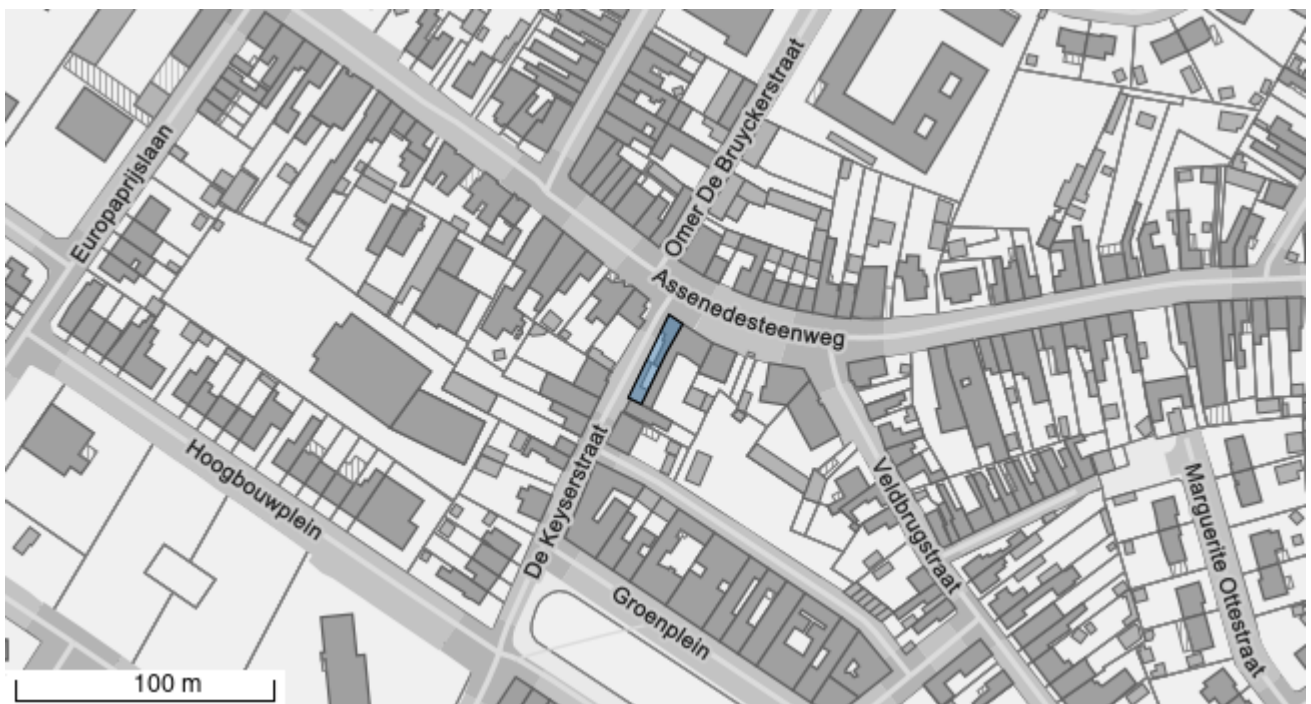 Omer De Bruyckerstraat
Europaprijslaan
Assenedesteenweg
Hoogbouwplein
De Keyserstraat
Veldbrugstraat
Marguerite Ottestraat
Groenplein
100 m